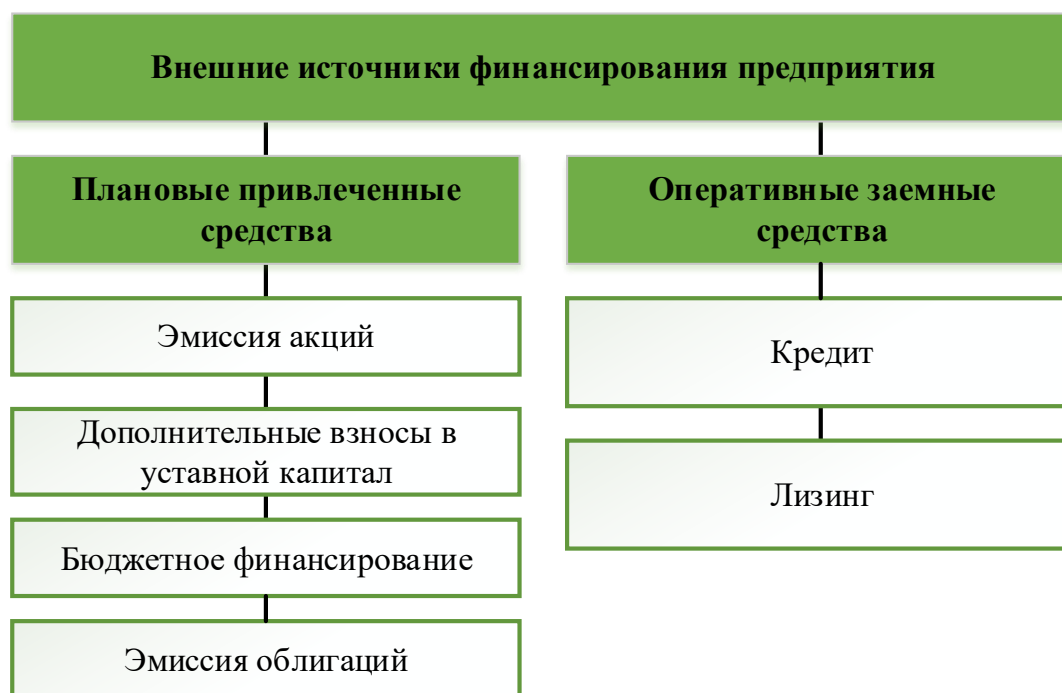 Внешние источники финансирования предприятия
Плановые привлеченные
средства
Эмиссия акций
Дополнительные взносы в
уставной капитал
Бюджетное финансирование
Эмиссия облигаций
Оперативные заемные
средства
Кредит
Лизинг